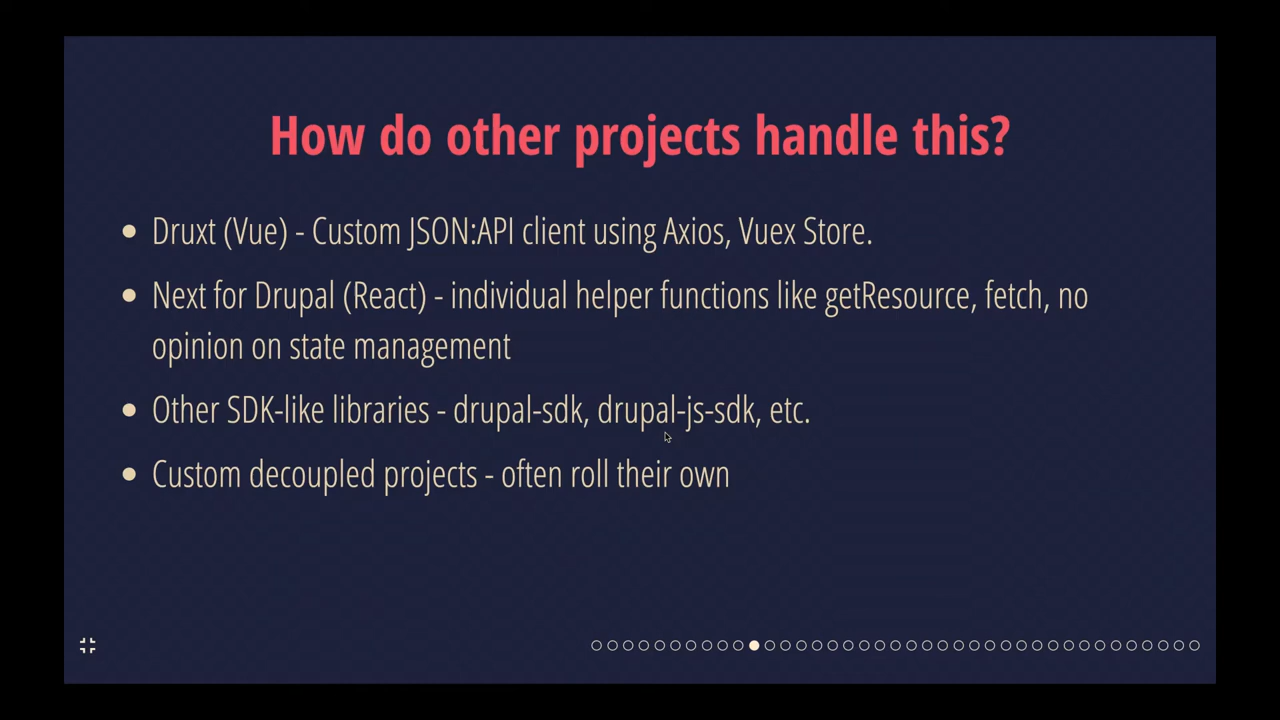 How do other projects handle this?
Druxt (Vue) - Custom JSON:API client using Axios, Vuex Store.
Next for Drupal (React) - individual helper functions like getResource, fetch, no
opinion on state management
Other SDK-like libraries - drupal-sdk, drupal-js-sdk, etc.
Custom decoupled projects - often roll their own